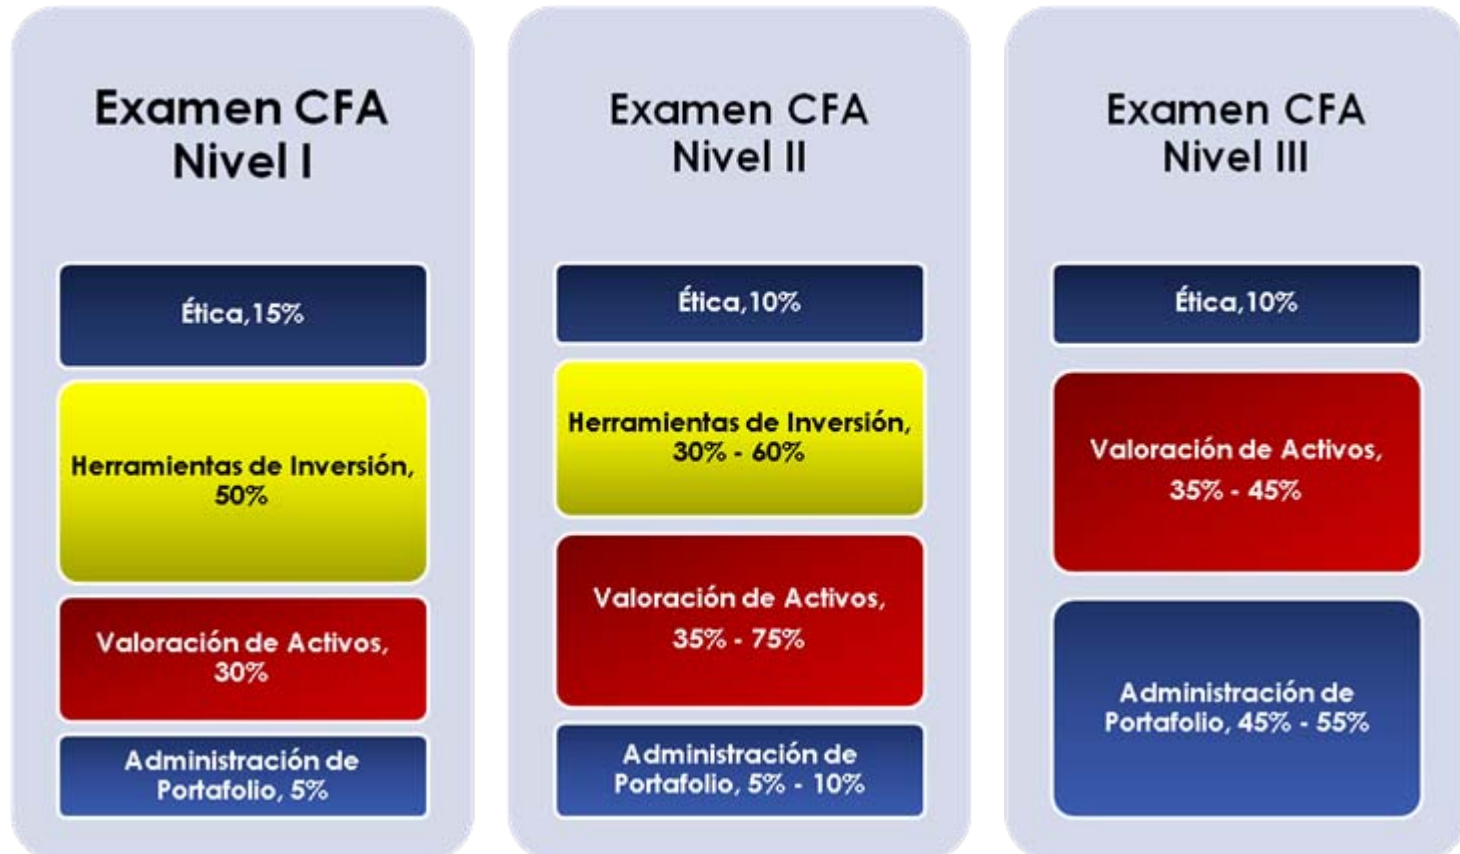 Examen CFA
Nivel I
Ética,15%
Herramientas de Inversión,
50%
Valoración de Activos,
30%
Administración de
Portafolio, 5%
Examen CFA
Nivel II
Ética,10%
Herramientas de Inversión,
30% - 60%
Valoración de Activos,
35% - 75%
Administración de
Portafolio, 5% - 10%
Examen CFA
Nivel III
Ética,10%
Valoración de Activos,
35% - 45%
Administración de
Portafolio, 45% - 55%